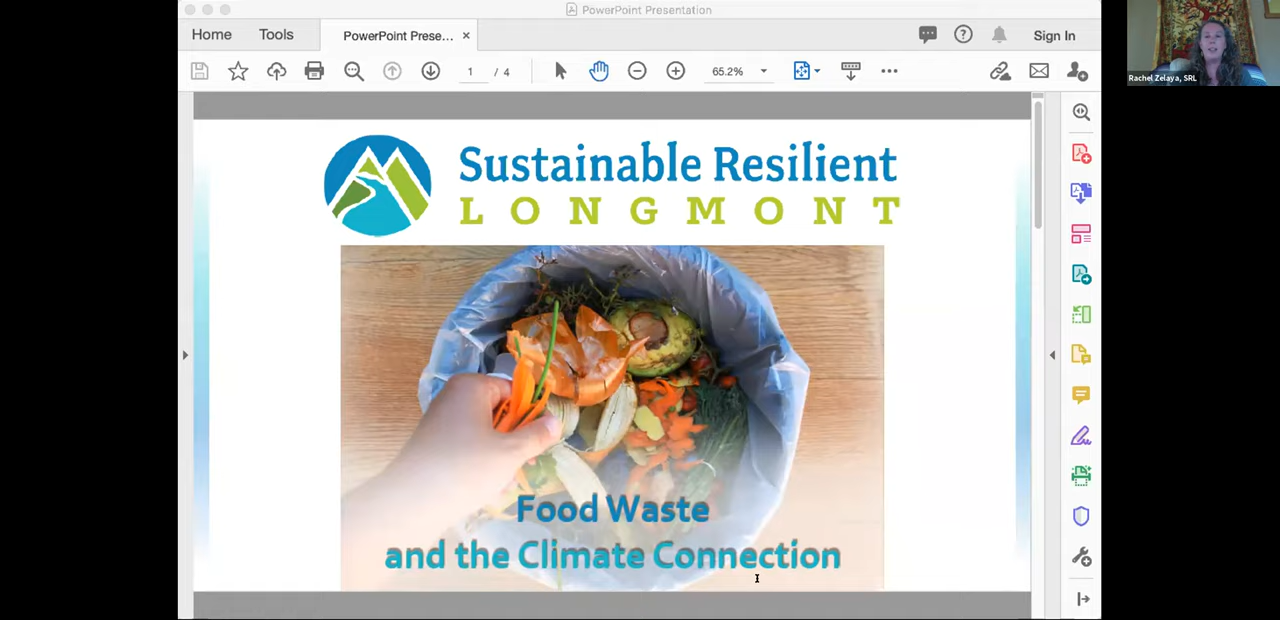 PowerPoint Presentation
Home
Tools
PowerPoint Prese...
Sign In
1 / 4
65.2%
Rachel Zelaya, SRL
Sustainable Resilient
LONGMONT
Food Waste
and the Climate Connection